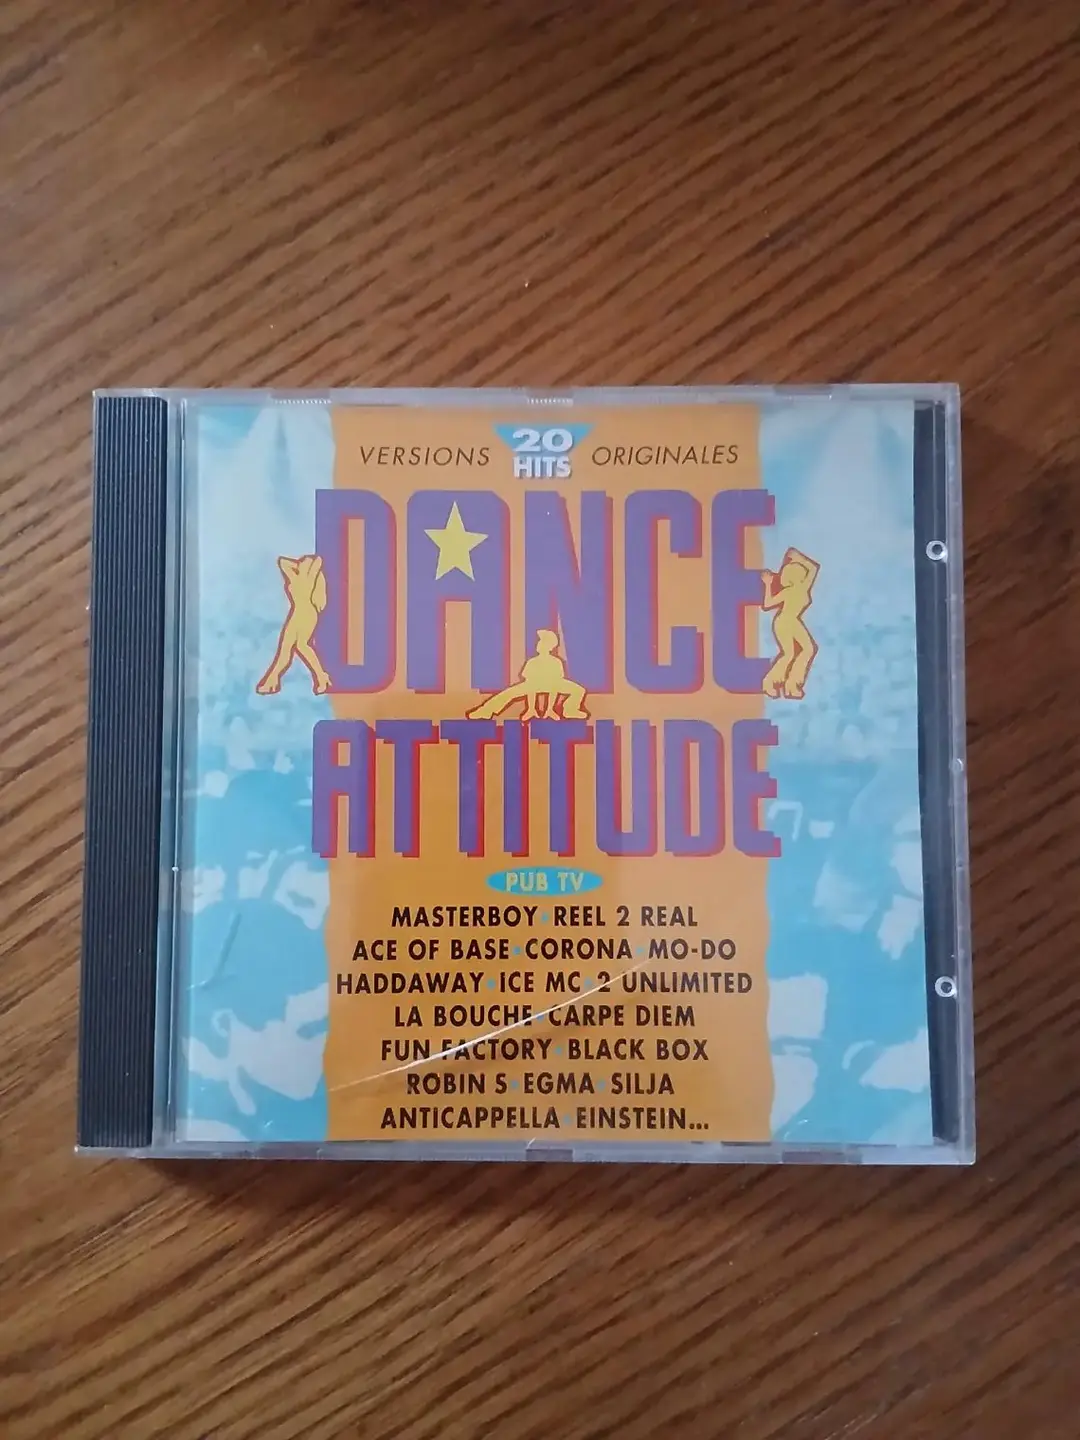 VERSIONS 20 HITS ORIGINALES
DANCE
ATTITUDE
PUB TV
MASTERBOY · REEL 2 REAL
ACE OF BASE · CORONA · MO-DO
HADDAWAY · ICE MC · 2 UNLIMITED
LA BOUCHE · CARPE DIEM
FUN FACTORY · BLACK BOX
ROBIN S · EGMA · SILJA
ANTICAPPELLA · EINSTEIN...